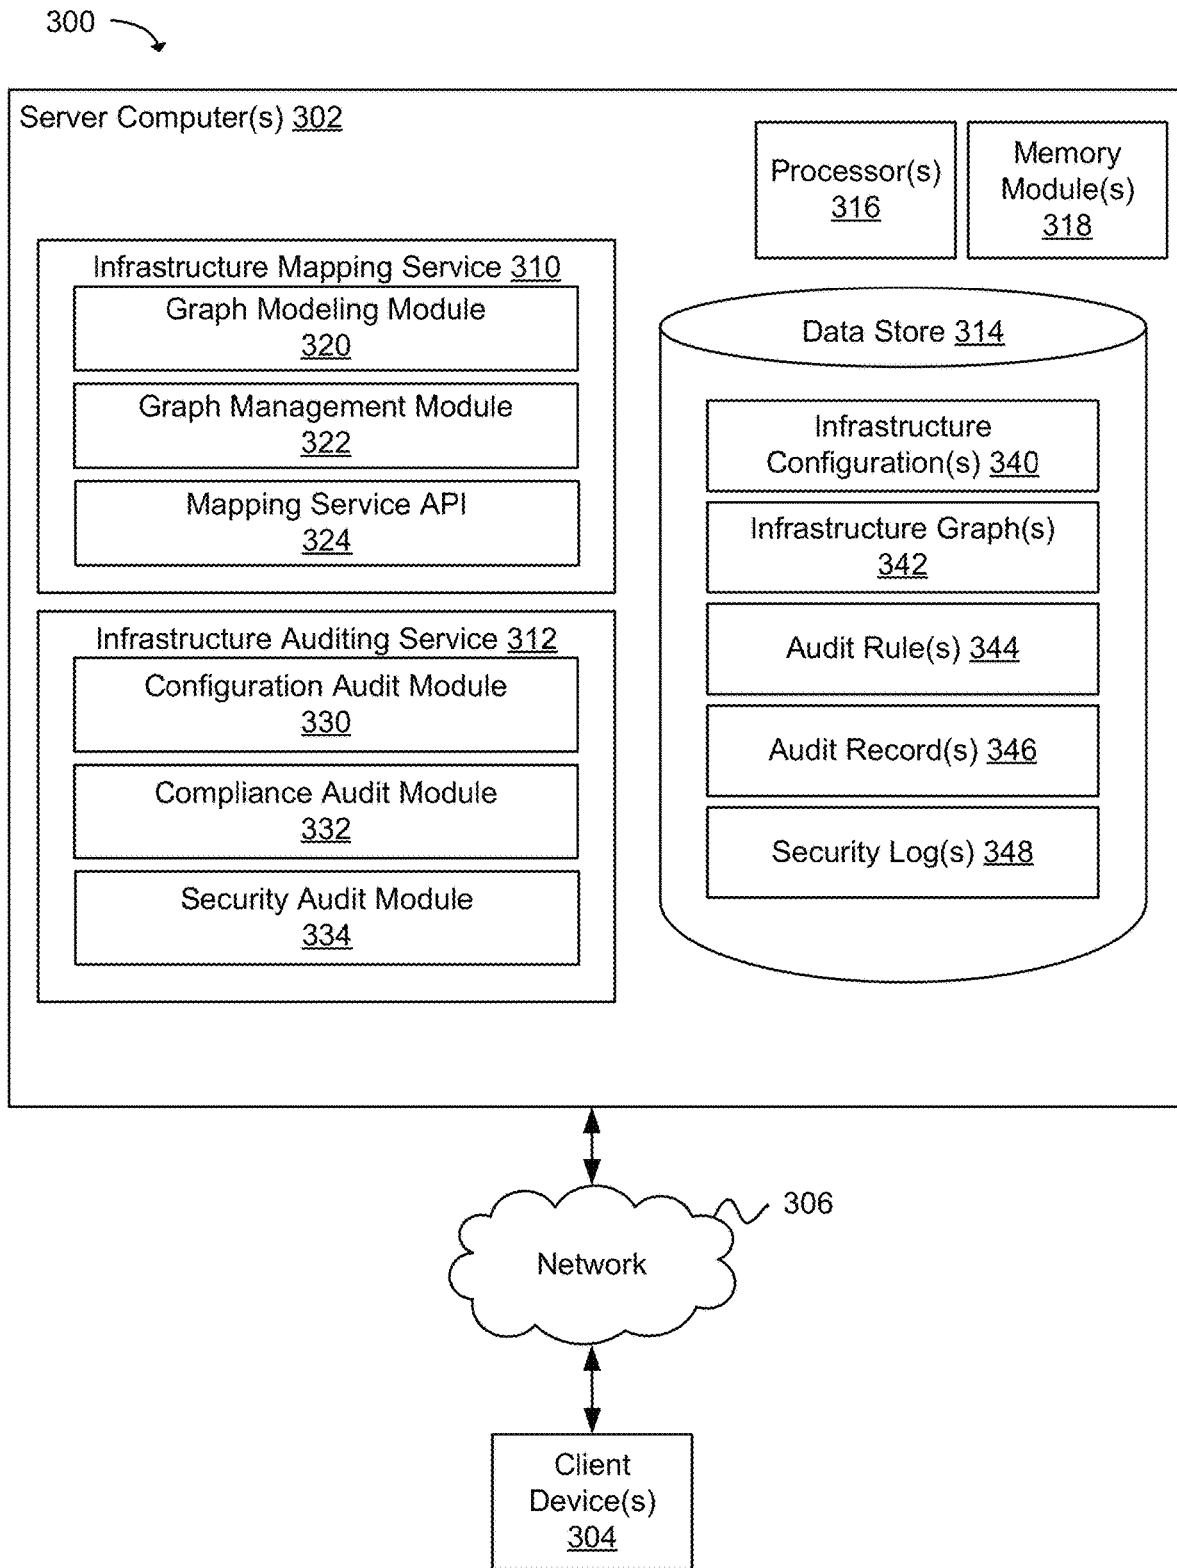 300
Server Computer(s) 302
Processor(s)
316
Memory
Module(s)
318
Infrastructure Mapping Service 310
Graph Modeling Module
320
Graph Management Module
322
Mapping Service API
324
Infrastructure Auditing Service 312
Configuration Audit Module
330
Compliance Audit Module
332
Security Audit Module
334
Data Store 314
Infrastructure
Configuration(s) 340
Infrastructure Graph(s)
342
Audit Rule(s) 344
Audit Record(s) 346
Security Log(s) 348
306
Network
Client
Device(s)
304